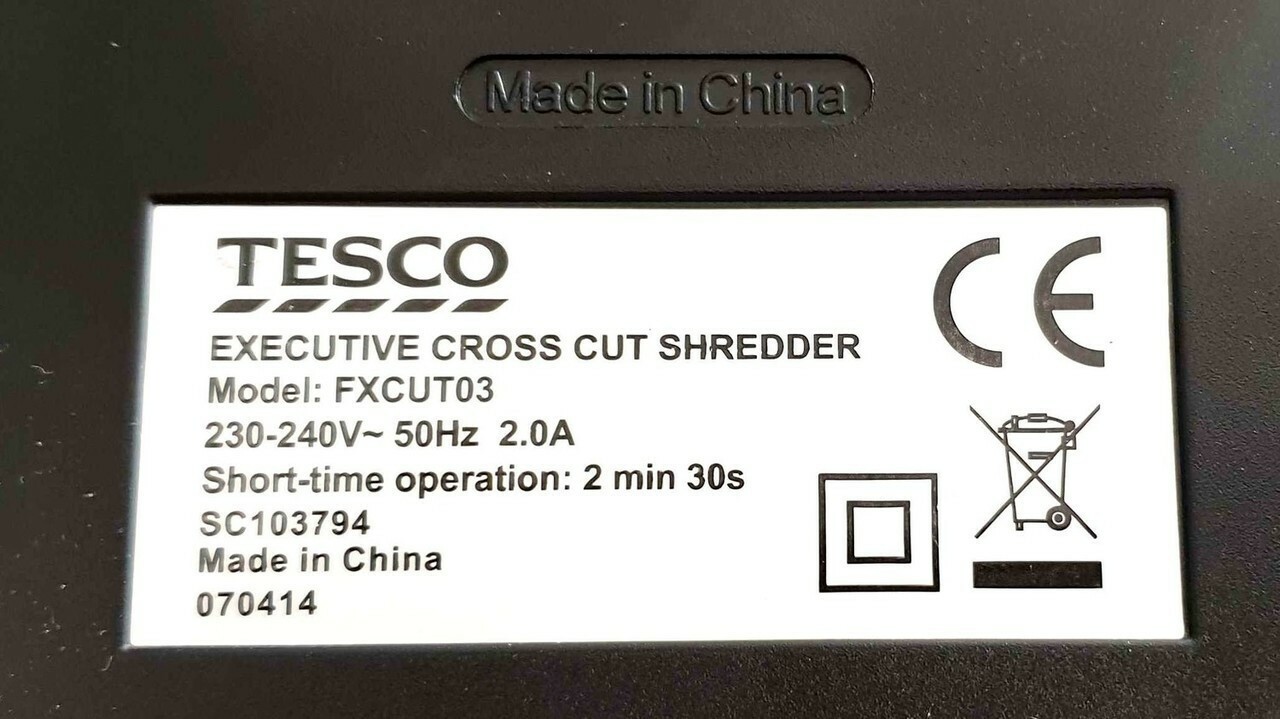 Made in China
TESCO
EXECUTIVE CROSS CUT SHREDDER
Model: FXCUT03
230-240V~ 50Hz 2.0A
Short-time operation: 2 min 30s
SC103794
Made in China
070414
CE